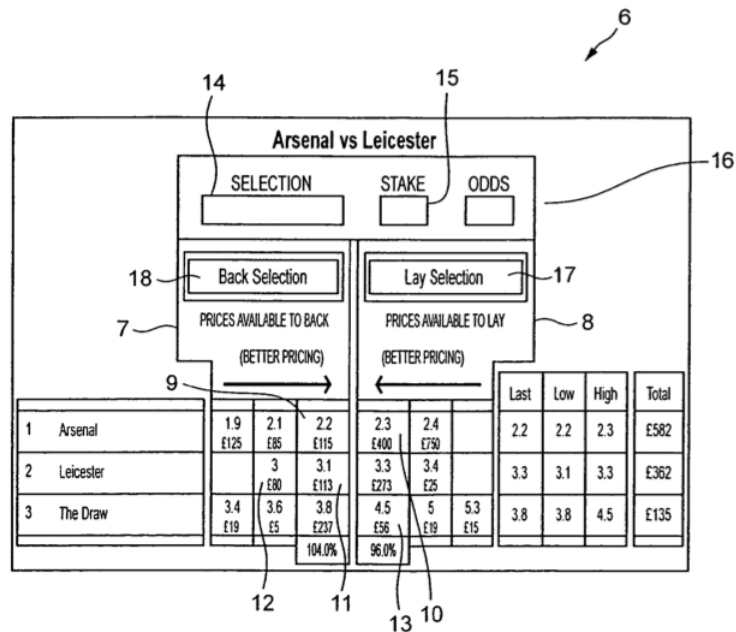 6
14
15
Arsenal vs Leicester
16
SELECTION STAKE ODDS
18 Back Selection Lay Selection 17
7 PRICES AVAILABLE TO BACK PRICES AVAILABLE TO LAY 8
(BETTER PRICING) (BETTER PRICING)
9 Last Low High Total
1 Arsenal 1.9 2.1 2.2 2.3 2.4 2.2 2.2 2.3 £582
£125 £85 £115 £400 £750
2 Leicester 3 3.1 3.3 3.4 3.3 3.1 3.3 £362
£80 £113 £273 £25
3 The Draw 3.4 3.6 3.8 4.5 5 5.3 3.8 3.8 4.5 £135
£19 £5 £237 £56 £19 £15
104.0% 96.0%
12 11 13 10